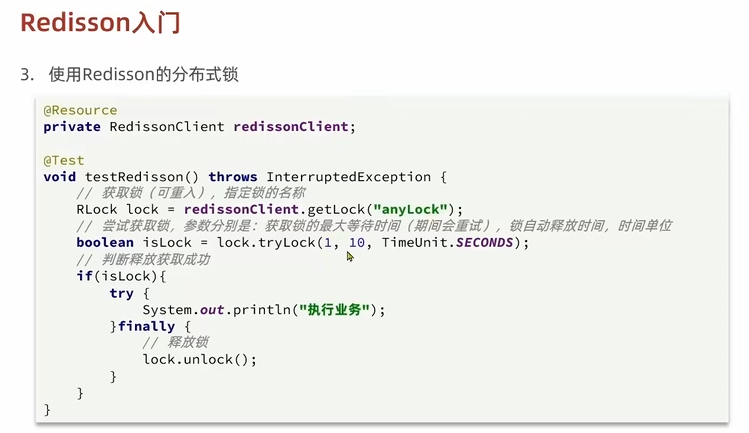 Redisson入门
3. 使用Redisson的分布式锁
@Resource
private RedissonClient redissonClient;
@Test
void testRedisson() throws InterruptedException {
    // 获取锁（可重入），指定锁的名称
    RLock lock = redissonClient.getLock("anyLock");
    // 尝试获取锁，参数分别是：获取锁的最大等待时间（期间会重试），锁自动释放时间，时间单位
    boolean isLock = lock.tryLock(1, 10, TimeUnit.SECONDS);
    // 判断释放获取成功
    if(isLock){
        try {
            System.out.println("执行业务");
        }finally {
            // 释放锁
            lock.unlock();
        }
    }
}